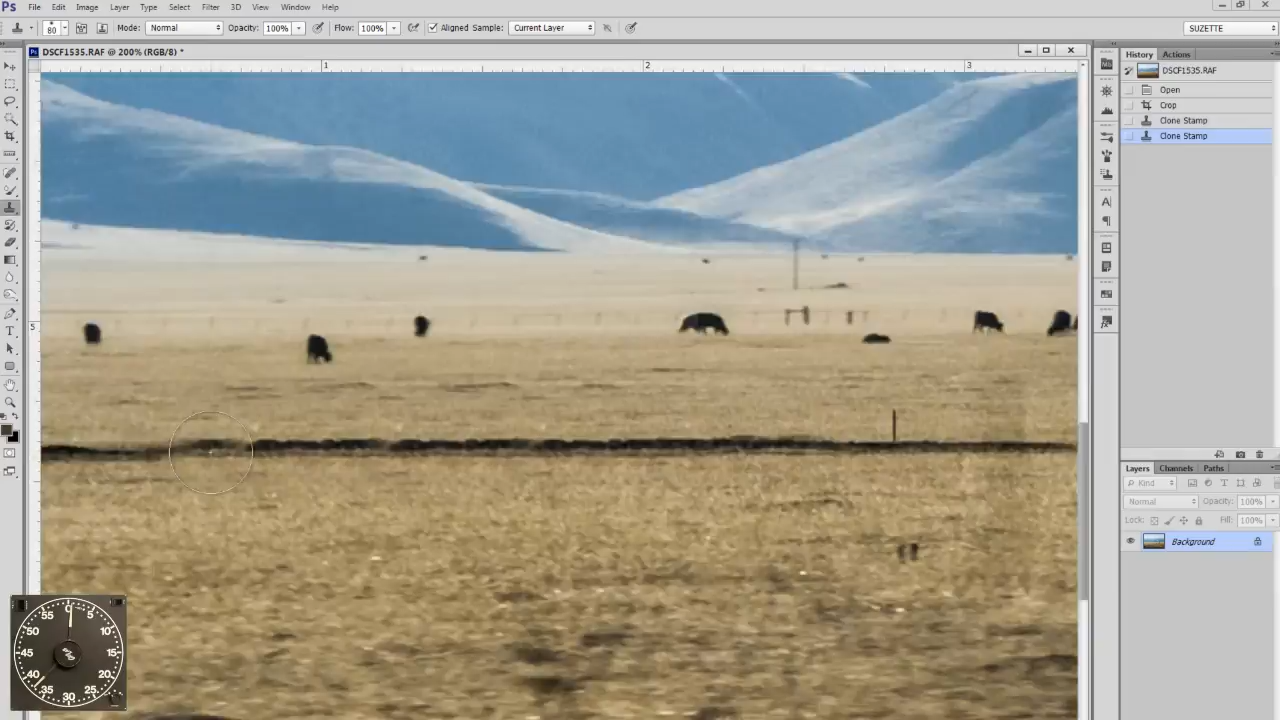 Ps File Edit Image Layer Type Select Filter 3D View Window Help
80 Mode: Normal Opacity: 100% Flow: 100% Aligned Sample: Current Layer SUZETTE
DSCF1535.RAF @ 200% (RGB/8) *
1 2 3
5
History Actions
DSCF1535.RAF
Open
Crop
Clone Stamp
Clone Stamp
Layers Channels Paths
Kind
Normal Opacity: 100%
Lock: Fill: 100%
Background
0 5 10 15 20 25 30 35 40 45 50 55